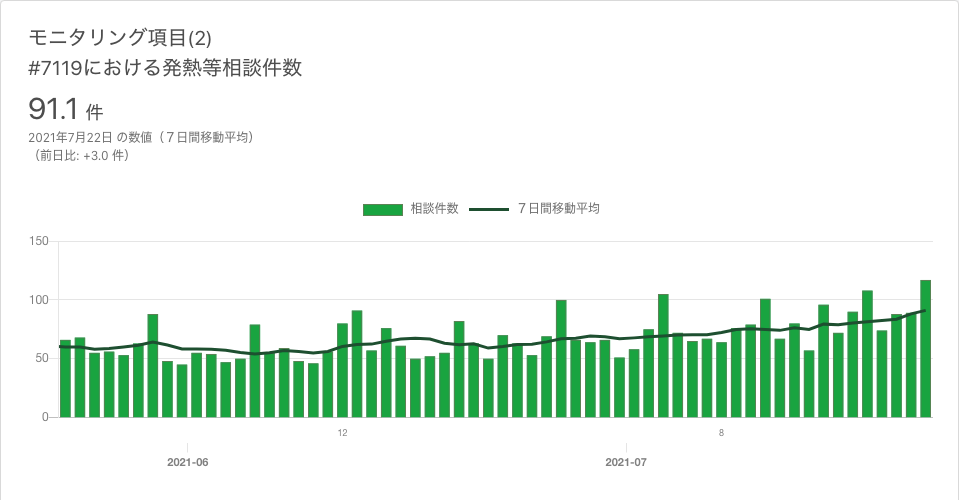 モニタリング項目(2)
#7119における発熱等相談件数
91.1 件
2021年7月22日 の数値（７日間移動平均）
（前日比: +3.0 件）
相談件数 ７日間移動平均
150
100
50
0
12 8
2021-06 2021-07